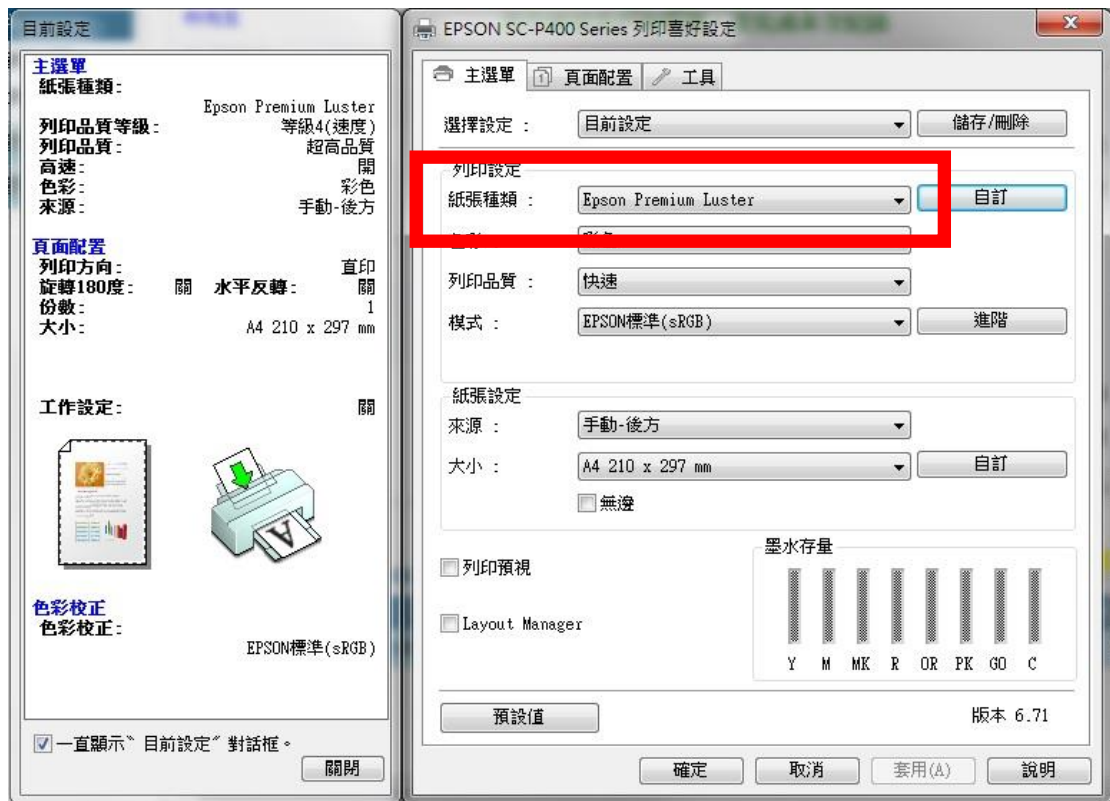 目前設定
主選單
紙張種類:
Epson Premium Luster
列印品質等級: 等級4(速度)
列印品質: 超高品質
高速: 開
色彩: 彩色
來源: 手動-後方
頁面配置
列印方向: 直印
旋轉180度: 關 水平反轉: 關
份數: 1
大小: A4 210 x 297 mm
工作設定: 關
色彩校正
色彩校正:
EPSON標準(sRGB)
一直顯示〝目前設定〞對話框。
關閉
EPSON SC-P400 Series 列印喜好設定
主選單 頁面配置 工具
選擇設定 : 目前設定 儲存/刪除
列印設定
紙張種類 : Epson Premium Luster 自訂
列印品質 : 快速
模式 : EPSON標準(sRGB) 進階
紙張設定
來源 : 手動-後方
大小 : A4 210 x 297 mm 自訂
無邊
列印預視
Layout Manager
墨水存量
Y M MK R OR PK GO C
預設值 版本 6.71
確定 取消 套用(A) 說明